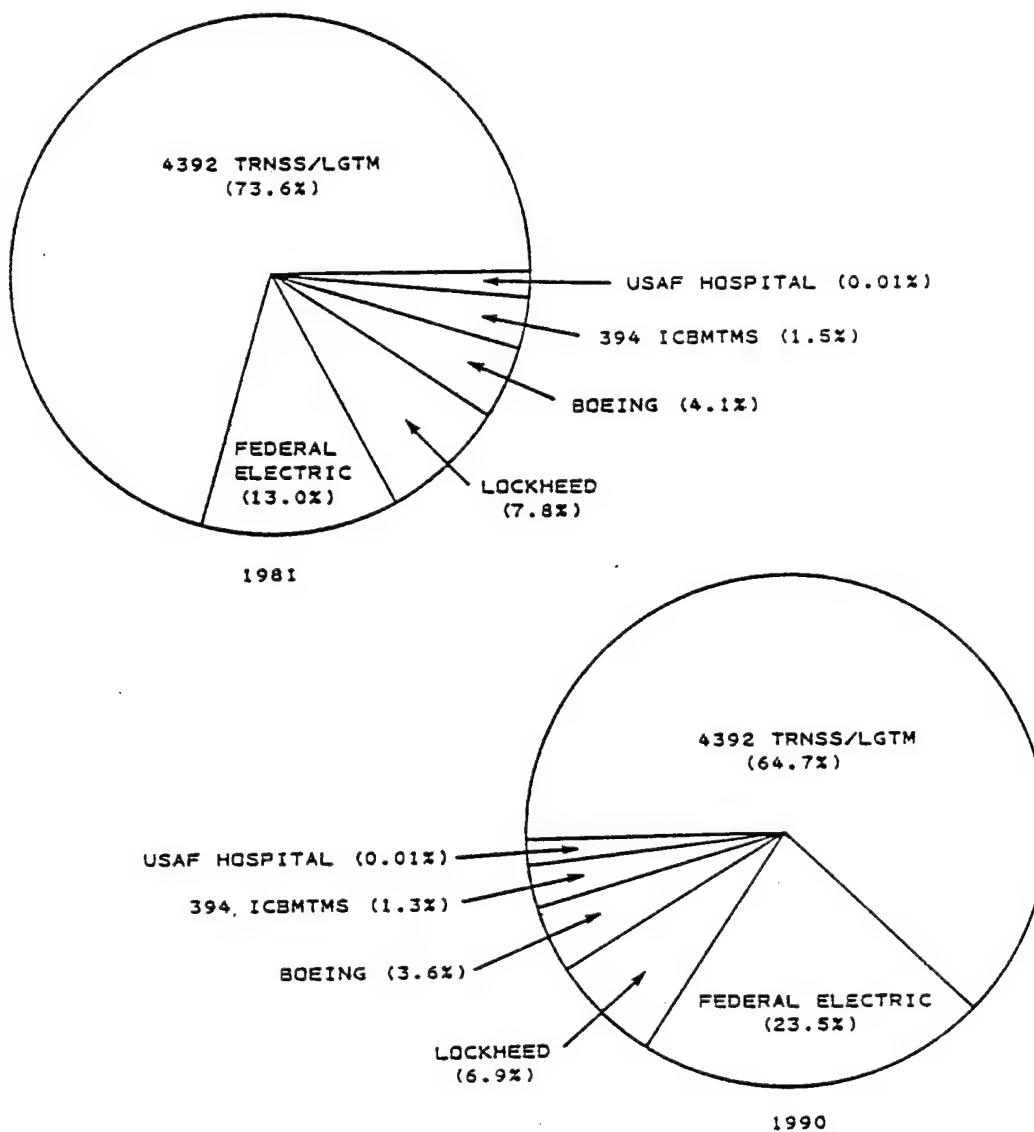 4392 TRNSS/LGTM
(73.6%)
USAF HOSPITAL (0.01%)
394 ICBMTMS (1.5%)
BOEING (4.1%)
LOCKHEED
(7.8%)
FEDERAL
ELECTRIC
(13.0%)
1981
4392 TRNSS/LGTM
(64.7%)
USAF HOSPITAL (0.01%)
394, ICBMTMS (1.3%)
BOEING (3.6%)
LOCKHEED
(6.9%)
FEDERAL ELECTRIC
(23.5%)
1990